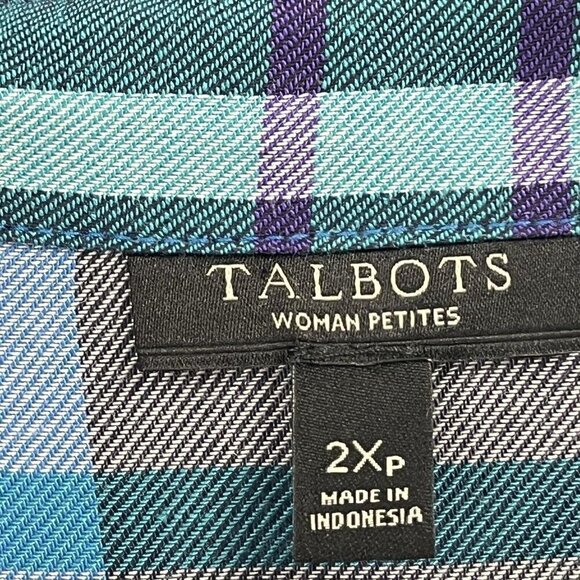 TALBOTS
WOMAN PETITES
2XP
MADE IN
INDONESIA